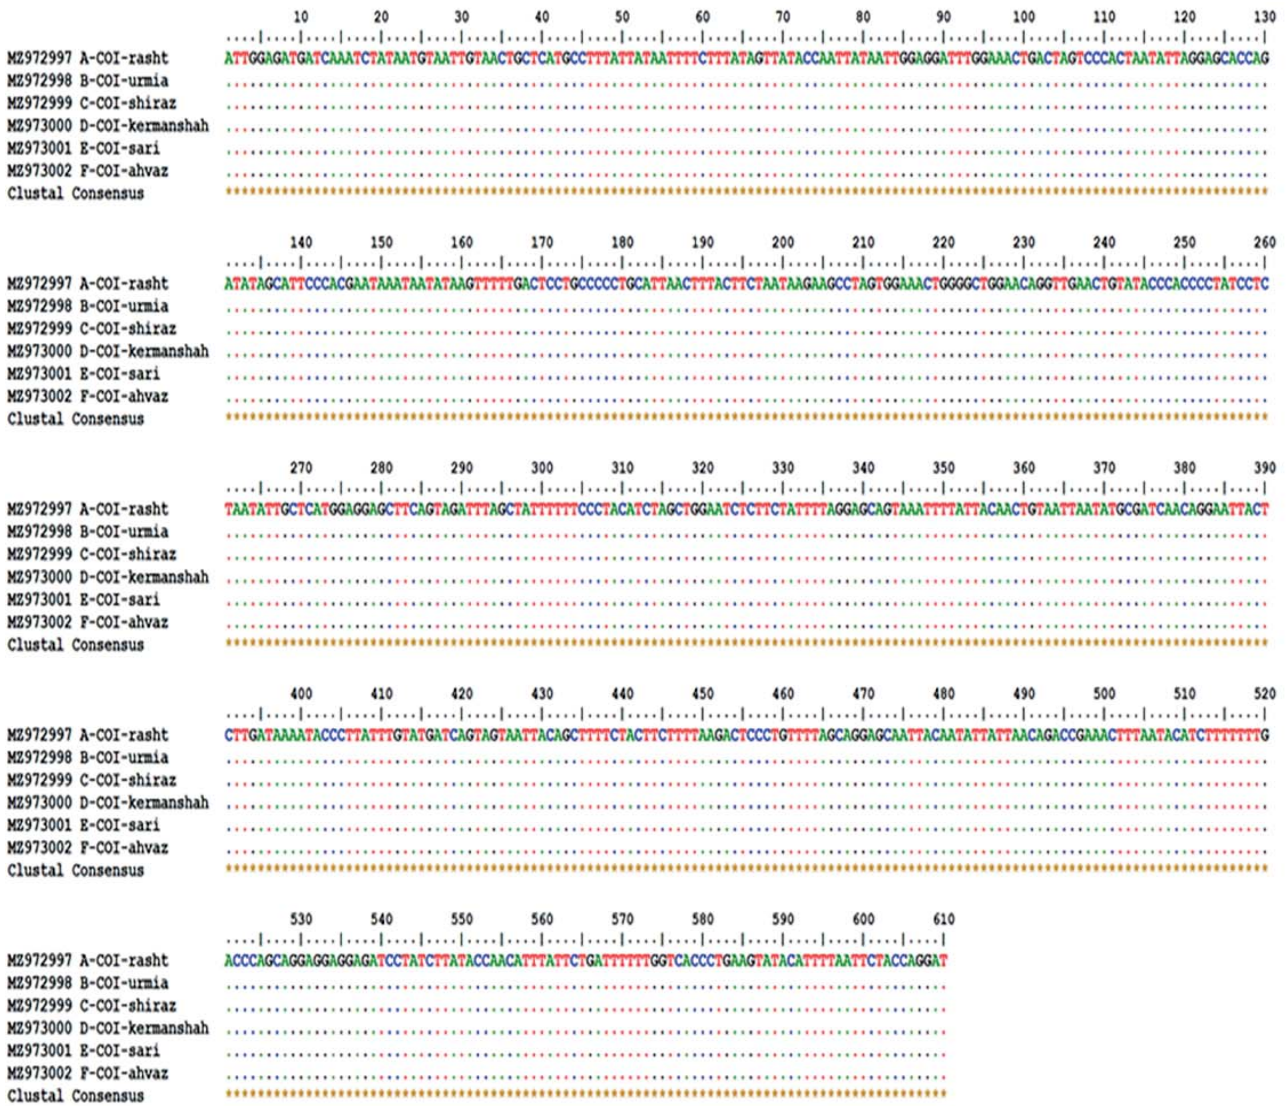 10 20 30 40 50 60 70 80 90 100 110 120 130
MZ972997 A-COI-rasht ATTGGAGATGATCAAATCTATAATGTAATTGTAACTGCTCATGCCTTTATTATAATTTTCTTTATAGTTATACCAATTATAATTGGAGGATTTGGAAACTGACTAGTCCCACTAATATTAGGAGCACCAG
MZ972998 B-COI-urmia
MZ972999 C-COI-shiraz
MZ973000 D-COI-kermanshah
MZ973001 E-COI-sari
MZ973002 F-COI-ahvaz
Clustal Consensus
140 150 160 170 180 190 200 210 220 230 240 250 260
MZ972997 A-COI-rasht ATATAGCATTCCCACGAATAAATAATATAAGTTTTTGACTCCTGCCCCCTGCATTAACTTTACTTCTAATAAGAAGCCTAGTGGAAACTGGGGCTGGAACAGGTTGAACTGTATACCCACCCCTATCCTC
MZ972998 B-COI-urmia
MZ972999 C-COI-shiraz
MZ973000 D-COI-kermanshah
MZ973001 E-COI-sari
MZ973002 F-COI-ahvaz
Clustal Consensus
270 280 290 300 310 320 330 340 350 360 370 380 390
MZ972997 A-COI-rasht TAATATTGCTCATGGAGGAGCTTCAGTAGATTTAGCTATTTTTTCCCTACATCTAGCTGGAATCTCTTCTATTTTAGGAGCAGTAAATTTTATTACAACTGTAATTAATATGCGATCAACAGGAATTACT
MZ972998 B-COI-urmia
MZ972999 C-COI-shiraz
MZ973000 D-COI-kermanshah
MZ973001 E-COI-sari
MZ973002 F-COI-ahvaz
Clustal Consensus
400 410 420 430 440 450 460 470 480 490 500 510 520
MZ972997 A-COI-rasht CTTGATAAAATACCCTTATTTGTATGATCAGTAGTAATTACAGCTTTTCTACTTCTTTTAAGACTCCCTGTTTTAGCAGGAGCAATTACAATATTATTAACAGACCGAAACTTTAATACATCTTTTTTTG
MZ972998 B-COI-urmia
MZ972999 C-COI-shiraz
MZ973000 D-COI-kermanshah
MZ973001 E-COI-sari
MZ973002 F-COI-ahvaz
Clustal Consensus
530 540 550 560 570 580 590 600 610
MZ972997 A-COI-rasht ACCCAGCAGGAGGAGGAGATCCTATCTTATACCAACATTTATTCTGATTTTTTGGTCACCCTGAAGTATACATTTTAATTCTACCAGGAT
MZ972998 B-COI-urmia
MZ972999 C-COI-shiraz
MZ973000 D-COI-kermanshah
MZ973001 E-COI-sari
MZ973002 F-COI-ahvaz
Clustal Consensus